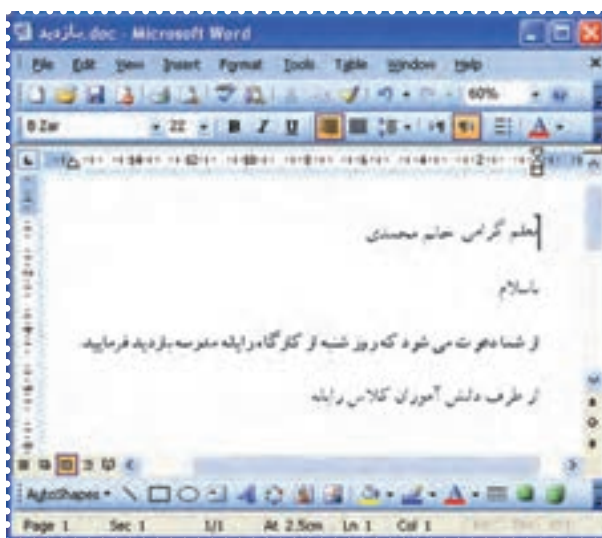 بازدید.doc - Microsoft Word
File Edit View Insert Format Tools Table Window Help
60%
B Zar 22 B I U
معلم گرامی خانم محمدی
باسلام
از شما دعوت می شود که روز شنبه از کارگاه رایانه مدرسه بازدید فرمایید.
از طرف دانش آموزان کلاس رایانه
AutoShapes
Page 1 Sec 1 1/1 At 2.5cm Ln 1 Col 1